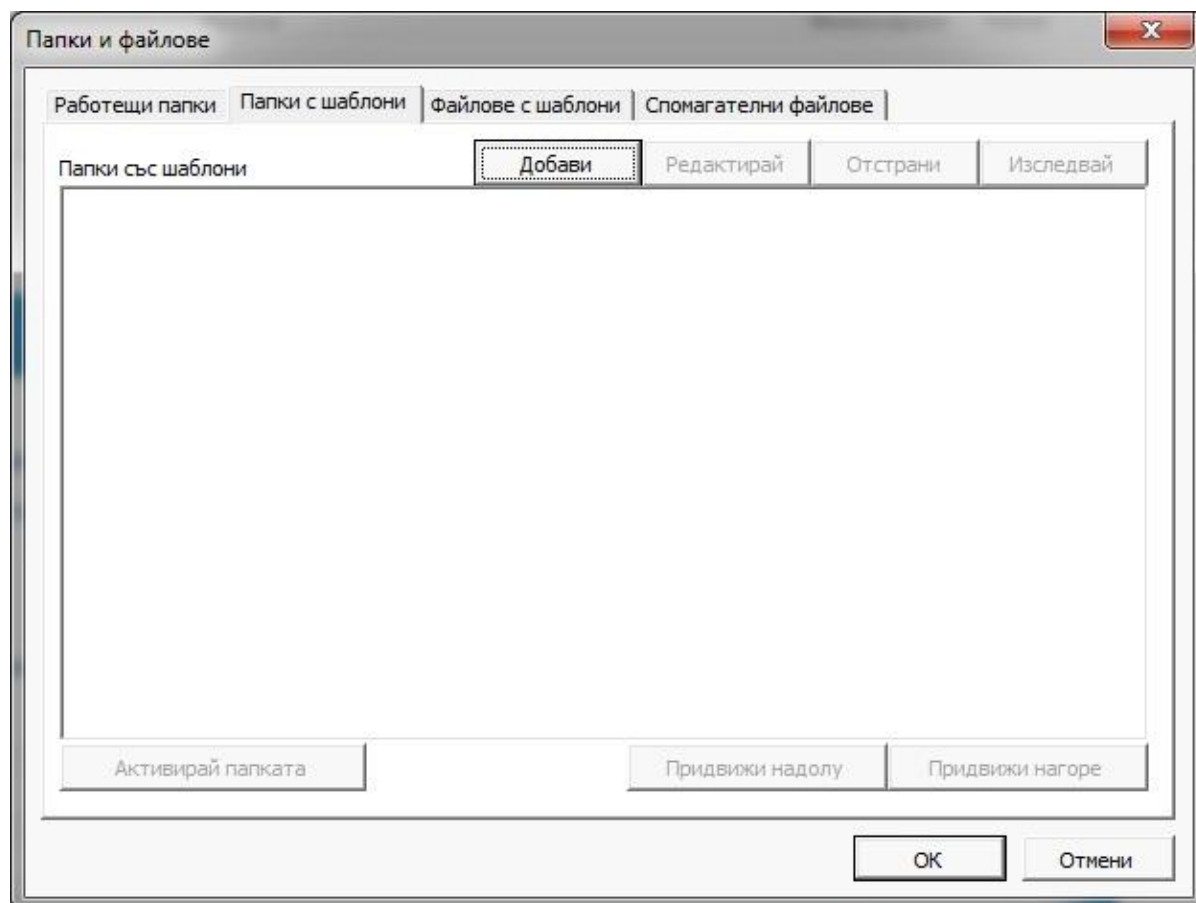 Папки и файлове
Работещи папки Папки с шаблони Файлове с шаблони Спомагателни файлове
Папки със шаблони Добави Редактирай Отстрани Изследвай
Активирай папката Придвижи надолу Придвижи нагоре
OK Отмени